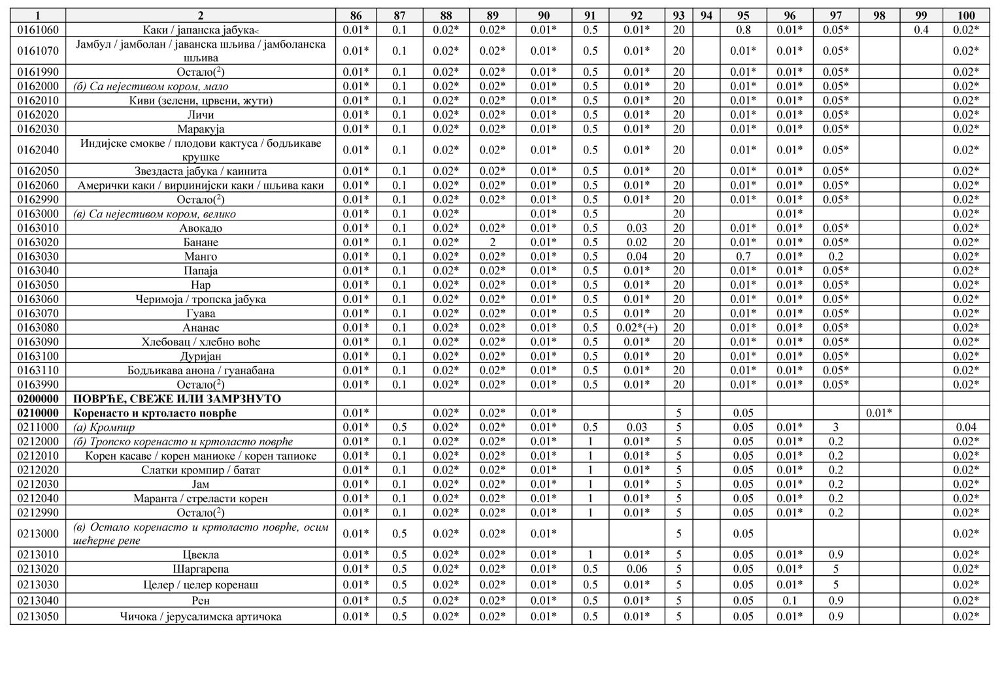 1 2 86 87 88 89 90 91 92 93 94 95 96 97 98 99 100
0161060 Каки / јапанска јабука< 0.01* 0.1 0.02* 0.02* 0.01* 0.5 0.01* 20 0.8 0.01* 0.05* 0.4 0.02*
Јамбул / јамболан / јаванска шљива / јамболанска
0161070 шљива 0.01* 0.1 0.02* 0.02* 0.01* 0.5 0.01* 20 0.01* 0.01* 0.05* 0.02*
0161990 Остало(2) 0.01* 0.1 0.02* 0.02* 0.01* 0.5 0.01* 20 0.01* 0.01* 0.05* 0.02*
0162000 (б) Са нејестивом кором, мало 0.01* 0.1 0.02* 0.02* 0.01* 0.5 0.01* 20 0.01* 0.01* 0.05* 0.02*
0162010 Киви (зелени, црвени, жути) 0.01* 0.1 0.02* 0.02* 0.01* 0.5 0.01* 20 0.01* 0.01* 0.05* 0.02*
0162020 Личи 0.01* 0.1 0.02* 0.02* 0.01* 0.5 0.01* 20 0.01* 0.01* 0.05* 0.02*
0162030 Маракуја 0.01* 0.1 0.02* 0.02* 0.01* 0.5 0.01* 20 0.01* 0.01* 0.05* 0.02*
Индијске смокве / плодови кактуса / бодљикаве
0162040 крушке 0.01* 0.1 0.02* 0.02* 0.01* 0.5 0.01* 20 0.01* 0.01* 0.05* 0.02*
0162050 Звездаста јабука / каинита 0.01* 0.1 0.02* 0.02* 0.01* 0.5 0.01* 20 0.01* 0.01* 0.05* 0.02*
0162060 Амерички каки / вирџинијски каки / шљива каки 0.01* 0.1 0.02* 0.02* 0.01* 0.5 0.01* 20 0.01* 0.01* 0.05* 0.02*
0162990 Остало(2) 0.01* 0.1 0.02* 0.02* 0.01* 0.5 0.01* 20 0.01* 0.01* 0.05* 0.02*
0163000 (в) Са нејестивом кором, велико 0.01* 0.1 0.02* 0.01* 0.5 20 0.01* 0.02*
0163010 Авокадо 0.01* 0.1 0.02* 0.02* 0.01* 0.5 0.03 20 0.01* 0.01* 0.05* 0.02*
0163020 Банане 0.01* 0.1 0.02* 2 0.01* 0.5 0.02 20 0.01* 0.01* 0.05* 0.02*
0163030 Манго 0.01* 0.1 0.02* 0.02* 0.01* 0.5 0.04 20 0.7 0.01* 0.2 0.02*
0163040 Папаја 0.01* 0.1 0.02* 0.02* 0.01* 0.5 0.01* 20 0.01* 0.01* 0.05* 0.02*
0163050 Нар 0.01* 0.1 0.02* 0.02* 0.01* 0.5 0.01* 20 0.01* 0.01* 0.05* 0.02*
0163060 Черимоја / тропска јабука 0.01* 0.1 0.02* 0.02* 0.01* 0.5 0.01* 20 0.01* 0.01* 0.05* 0.02*
0163070 Гуава 0.01* 0.1 0.02* 0.02* 0.01* 0.5 0.01* 20 0.01* 0.01* 0.05* 0.02*
0163080 Ананас 0.01* 0.1 0.02* 0.02* 0.01* 0.5 0.02*(+) 20 0.01* 0.01* 0.05* 0.02*
0163090 Хлебовац / хлебно воће 0.01* 0.1 0.02* 0.02* 0.01* 0.5 0.01* 20 0.01* 0.01* 0.05* 0.02*
0163100 Дуријан 0.01* 0.1 0.02* 0.02* 0.01* 0.5 0.01* 20 0.01* 0.01* 0.05* 0.02*
0163110 Бодљикава анона / гуанабана 0.01* 0.1 0.02* 0.02* 0.01* 0.5 0.01* 20 0.01* 0.01* 0.05* 0.02*
0163990 Остало(2) 0.01* 0.1 0.02* 0.02* 0.01* 0.5 0.01* 20 0.01* 0.01* 0.05* 0.02*
0200000 ПОВРЋЕ, СВЕЖЕ ИЛИ ЗАМРЗНУТО
0210000 Коренасто и кртоласто поврће 0.01* 0.02* 0.02* 0.01* 5 0.05 0.01*
0211000 (а) Кромпир 0.01* 0.5 0.02* 0.02* 0.01* 0.5 0.03 5 0.05 0.01* 3 0.04
0212000 (б) Тропско коренасто и кртоласто поврће 0.01* 0.1 0.02* 0.02* 0.01* 1 0.01* 5 0.05 0.01* 0.2 0.02*
0212010 Корен касаве / корен маниоке / корен тапиоке 0.01* 0.1 0.02* 0.02* 0.01* 1 0.01* 5 0.05 0.01* 0.2 0.02*
0212020 Слатки кромпир / батат 0.01* 0.1 0.02* 0.02* 0.01* 1 0.01* 5 0.05 0.01* 0.2 0.02*
0212030 Јам 0.01* 0.1 0.02* 0.02* 0.01* 1 0.01* 5 0.05 0.01* 0.2 0.02*
0212040 Маранта / стреласти корен 0.01* 0.1 0.02* 0.02* 0.01* 1 0.01* 5 0.05 0.01* 0.2 0.02*
0212990 Остало(2) 0.01* 0.1 0.02* 0.02* 0.01* 1 0.01* 5 0.05 0.01* 0.2 0.02*
(в) Остало коренасто и кртоласто поврће, осим
0213000 шећерне репе 0.01* 0.5 0.02* 0.02* 0.01* 5 0.05 0.02*
0213010 Цвекла 0.01* 0.5 0.02* 0.02* 0.01* 1 0.01* 5 0.05 0.01* 0.9 0.02*
0213020 Шаргарепа 0.01* 0.5 0.02* 0.02* 0.01* 0.5 0.06 5 0.05 0.01* 5 0.02*
0213030 Целер / целер коренаш 0.01* 0.5 0.02* 0.02* 0.01* 0.5 0.01* 5 0.05 0.01* 5 0.02*
0213040 Рен 0.01* 0.5 0.02* 0.02* 0.01* 0.5 0.01* 5 0.05 0.1 0.9 0.02*
0213050 Чичока / јерусалимска артичока 0.01* 0.5 0.02* 0.02* 0.01* 0.5 0.01* 5 0.05 0.01* 0.9 0.02*